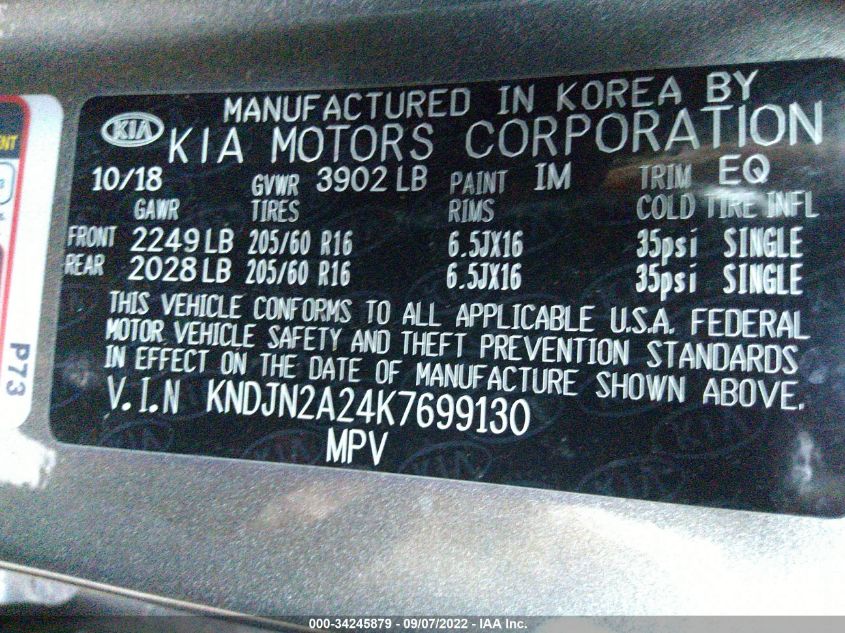 MANUFACTURED IN KOREA BY
KIA KIA MOTORS CORPORATION
10/18 GVWR 3902 LB PAINT IM TRIM EQ
GAWR TIRES RIMS COLD TIRE INFL
FRONT 2249 LB 205/60 R16 6.5JX16 35psi SINGLE
REAR 2028 LB 205/60 R16 6.5JX16 35psi SINGLE
THIS VEHICLE CONFORMS TO ALL APPLICABLE U.S.A. FEDERAL
MOTOR VEHICLE SAFETY AND THEFT PREVENTION STANDARDS
IN EFFECT ON THE DATE OF MANUFACTURE SHOWN ABOVE.
V.I.N KNDJN2A24K7699130
MPV
P73
000-34245879 - 09/07/2022 - IAA Inc.